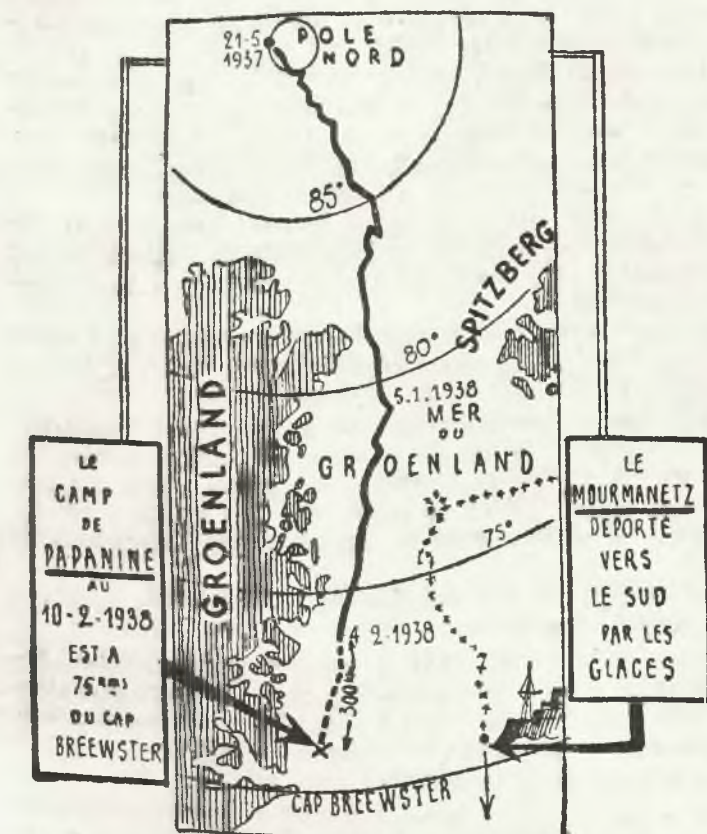 21-5
1937
POLE
NORD
85°
SPITZBERG
80°
5.1.1938
MER
DU
GROENLAND
GROENLAND
75°
4 2-1938
300
CAP BREEWSTER
LE
CAMP
DE
PAPANINE
AU
10-2-1938
EST A
75 kms
DU CAP
BREEWSTER
LE
MOURMANETZ
DEPORTÉ
VERS
LE SUD
PAR LES
GLACES